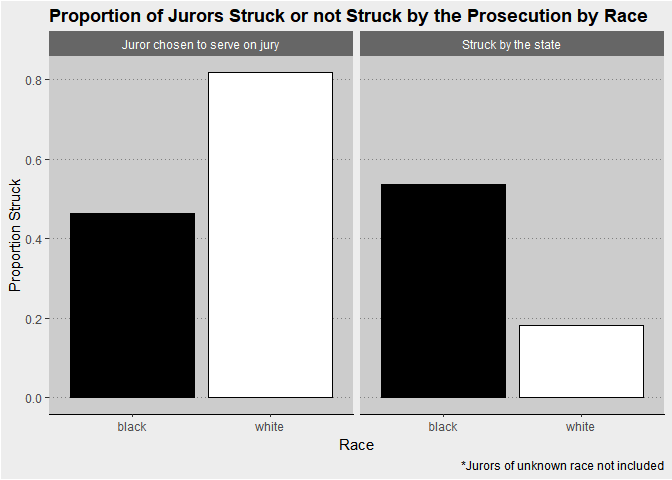 Proportion of Jurors Struck or not Struck by the Prosecution by Race
Juror chosen to serve on jury
Struck by the state
Proportion Struck
0.8
0.6
0.4
0.2
0.0
black
white
black
white
Race
*Jurors of unknown race not included